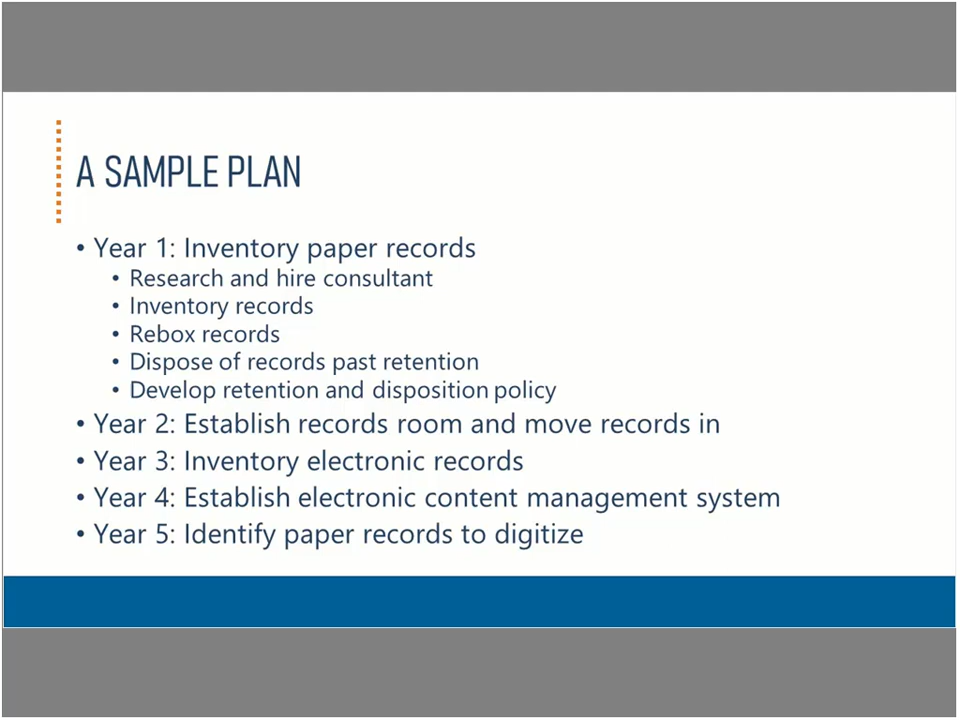 A SAMPLE PLAN
• Year 1: Inventory paper records
• Research and hire consultant
• Inventory records
• Rebox records
• Dispose of records past retention
• Develop retention and disposition policy
• Year 2: Establish records room and move records in
• Year 3: Inventory electronic records
• Year 4: Establish electronic content management system
• Year 5: Identify paper records to digitize